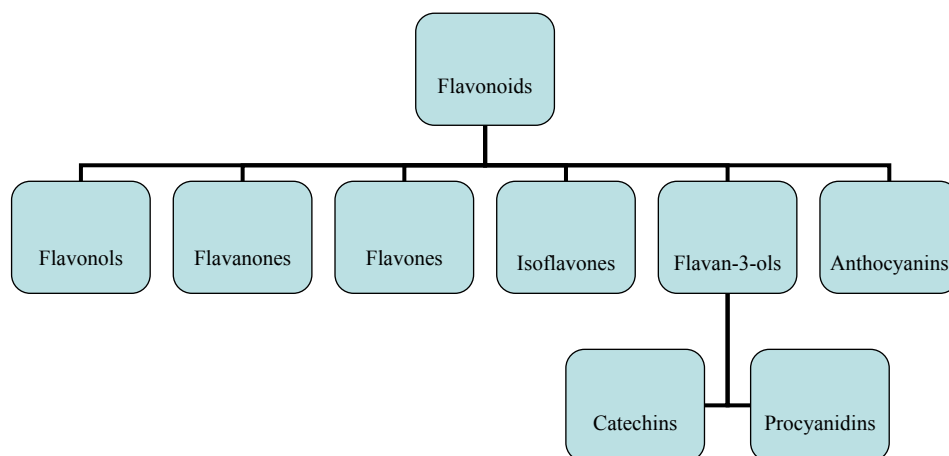 Flavonoids
Flavonols
Flavanones
Flavones
Isoflavones
Flavan-3-ols
Anthocyanins
Catechins
Procyanidins